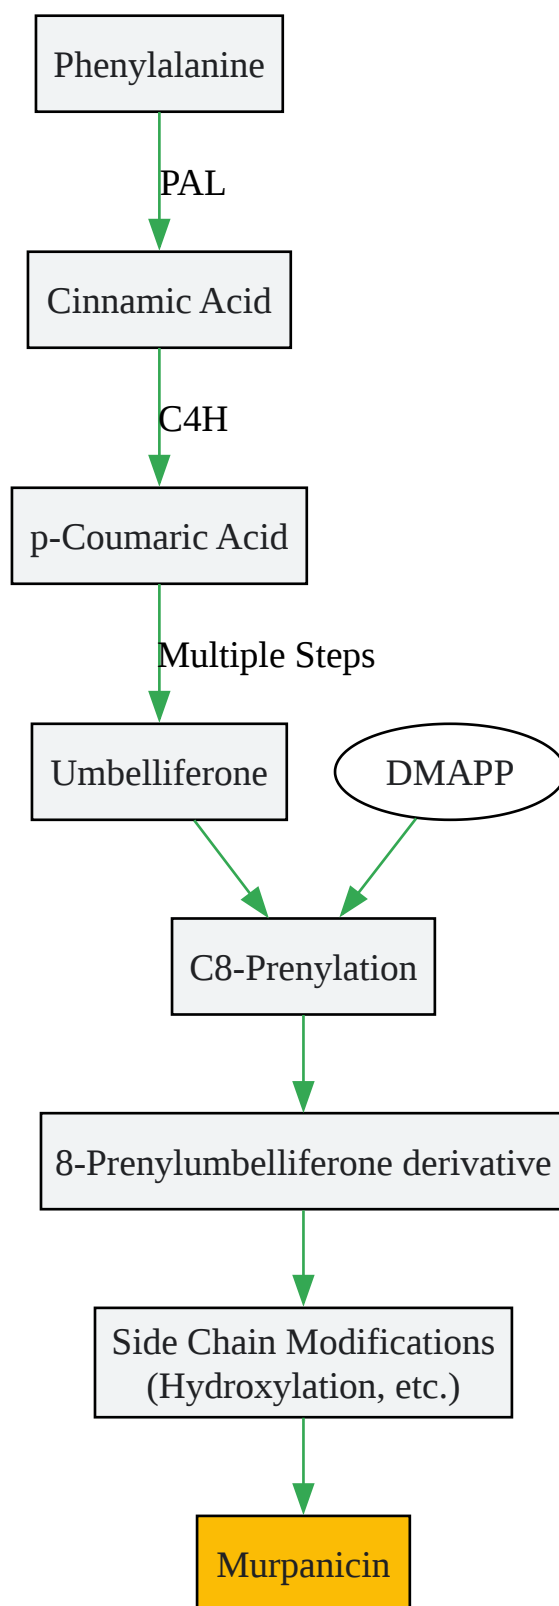 Phenylalanine
PAL
Cinnamic Acid
C4H
p-Coumaric Acid
Multiple Steps
Umbelliferone
DMAPP
C8-Prenylation
8-Prenylumbelliferone derivative
Side Chain Modifications
(Hydroxylation, etc.)
Murpanicin